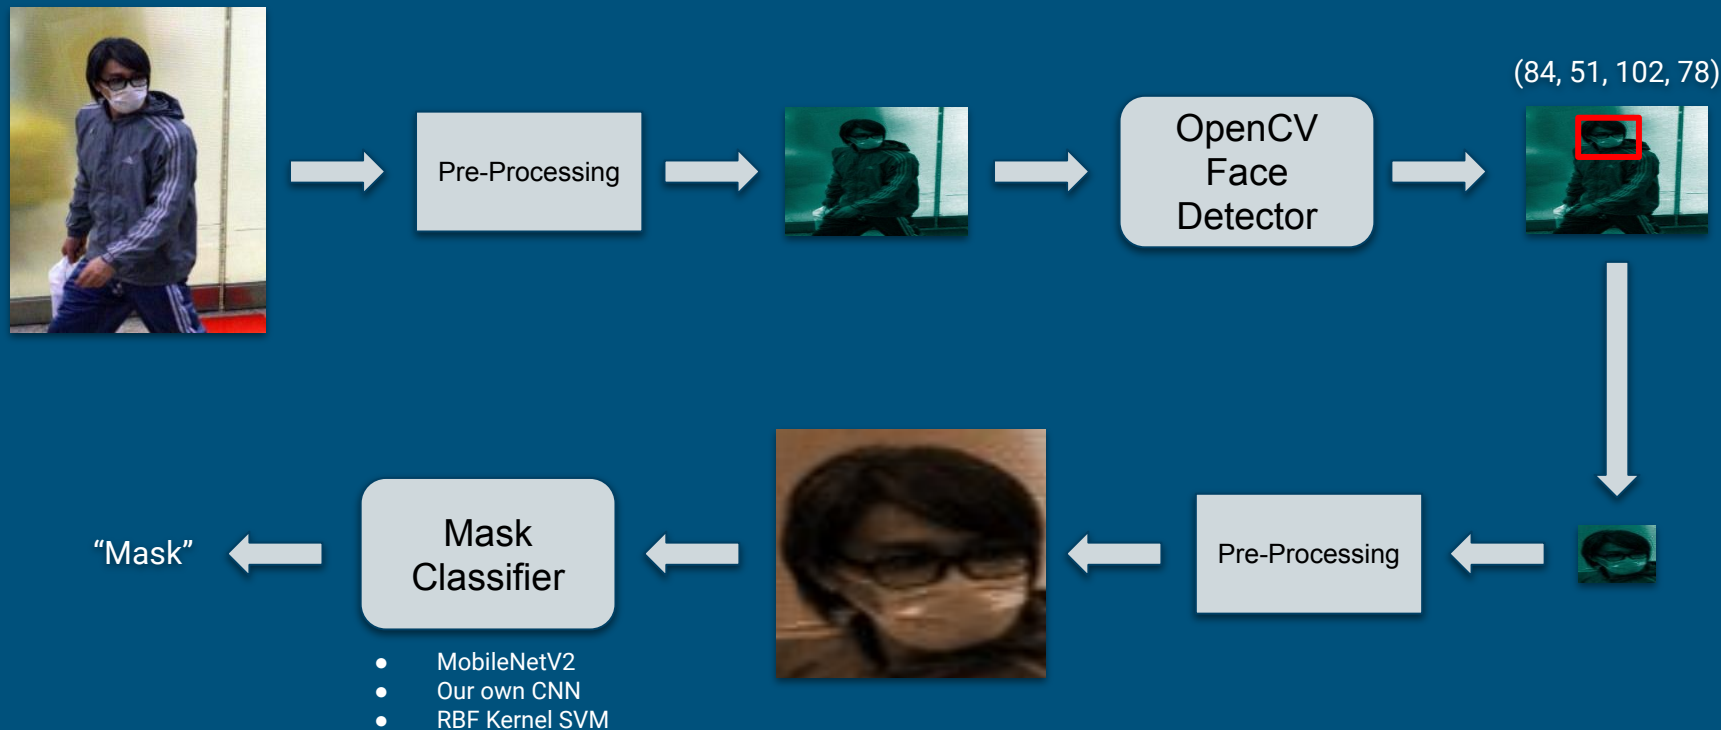 (84, 51, 102, 78)
Pre-Processing
OpenCV
Face
Detector
“Mask”
Mask
Classifier
Pre-Processing
● MobileNetV2
● Our own CNN
● RBF Kernel SVM